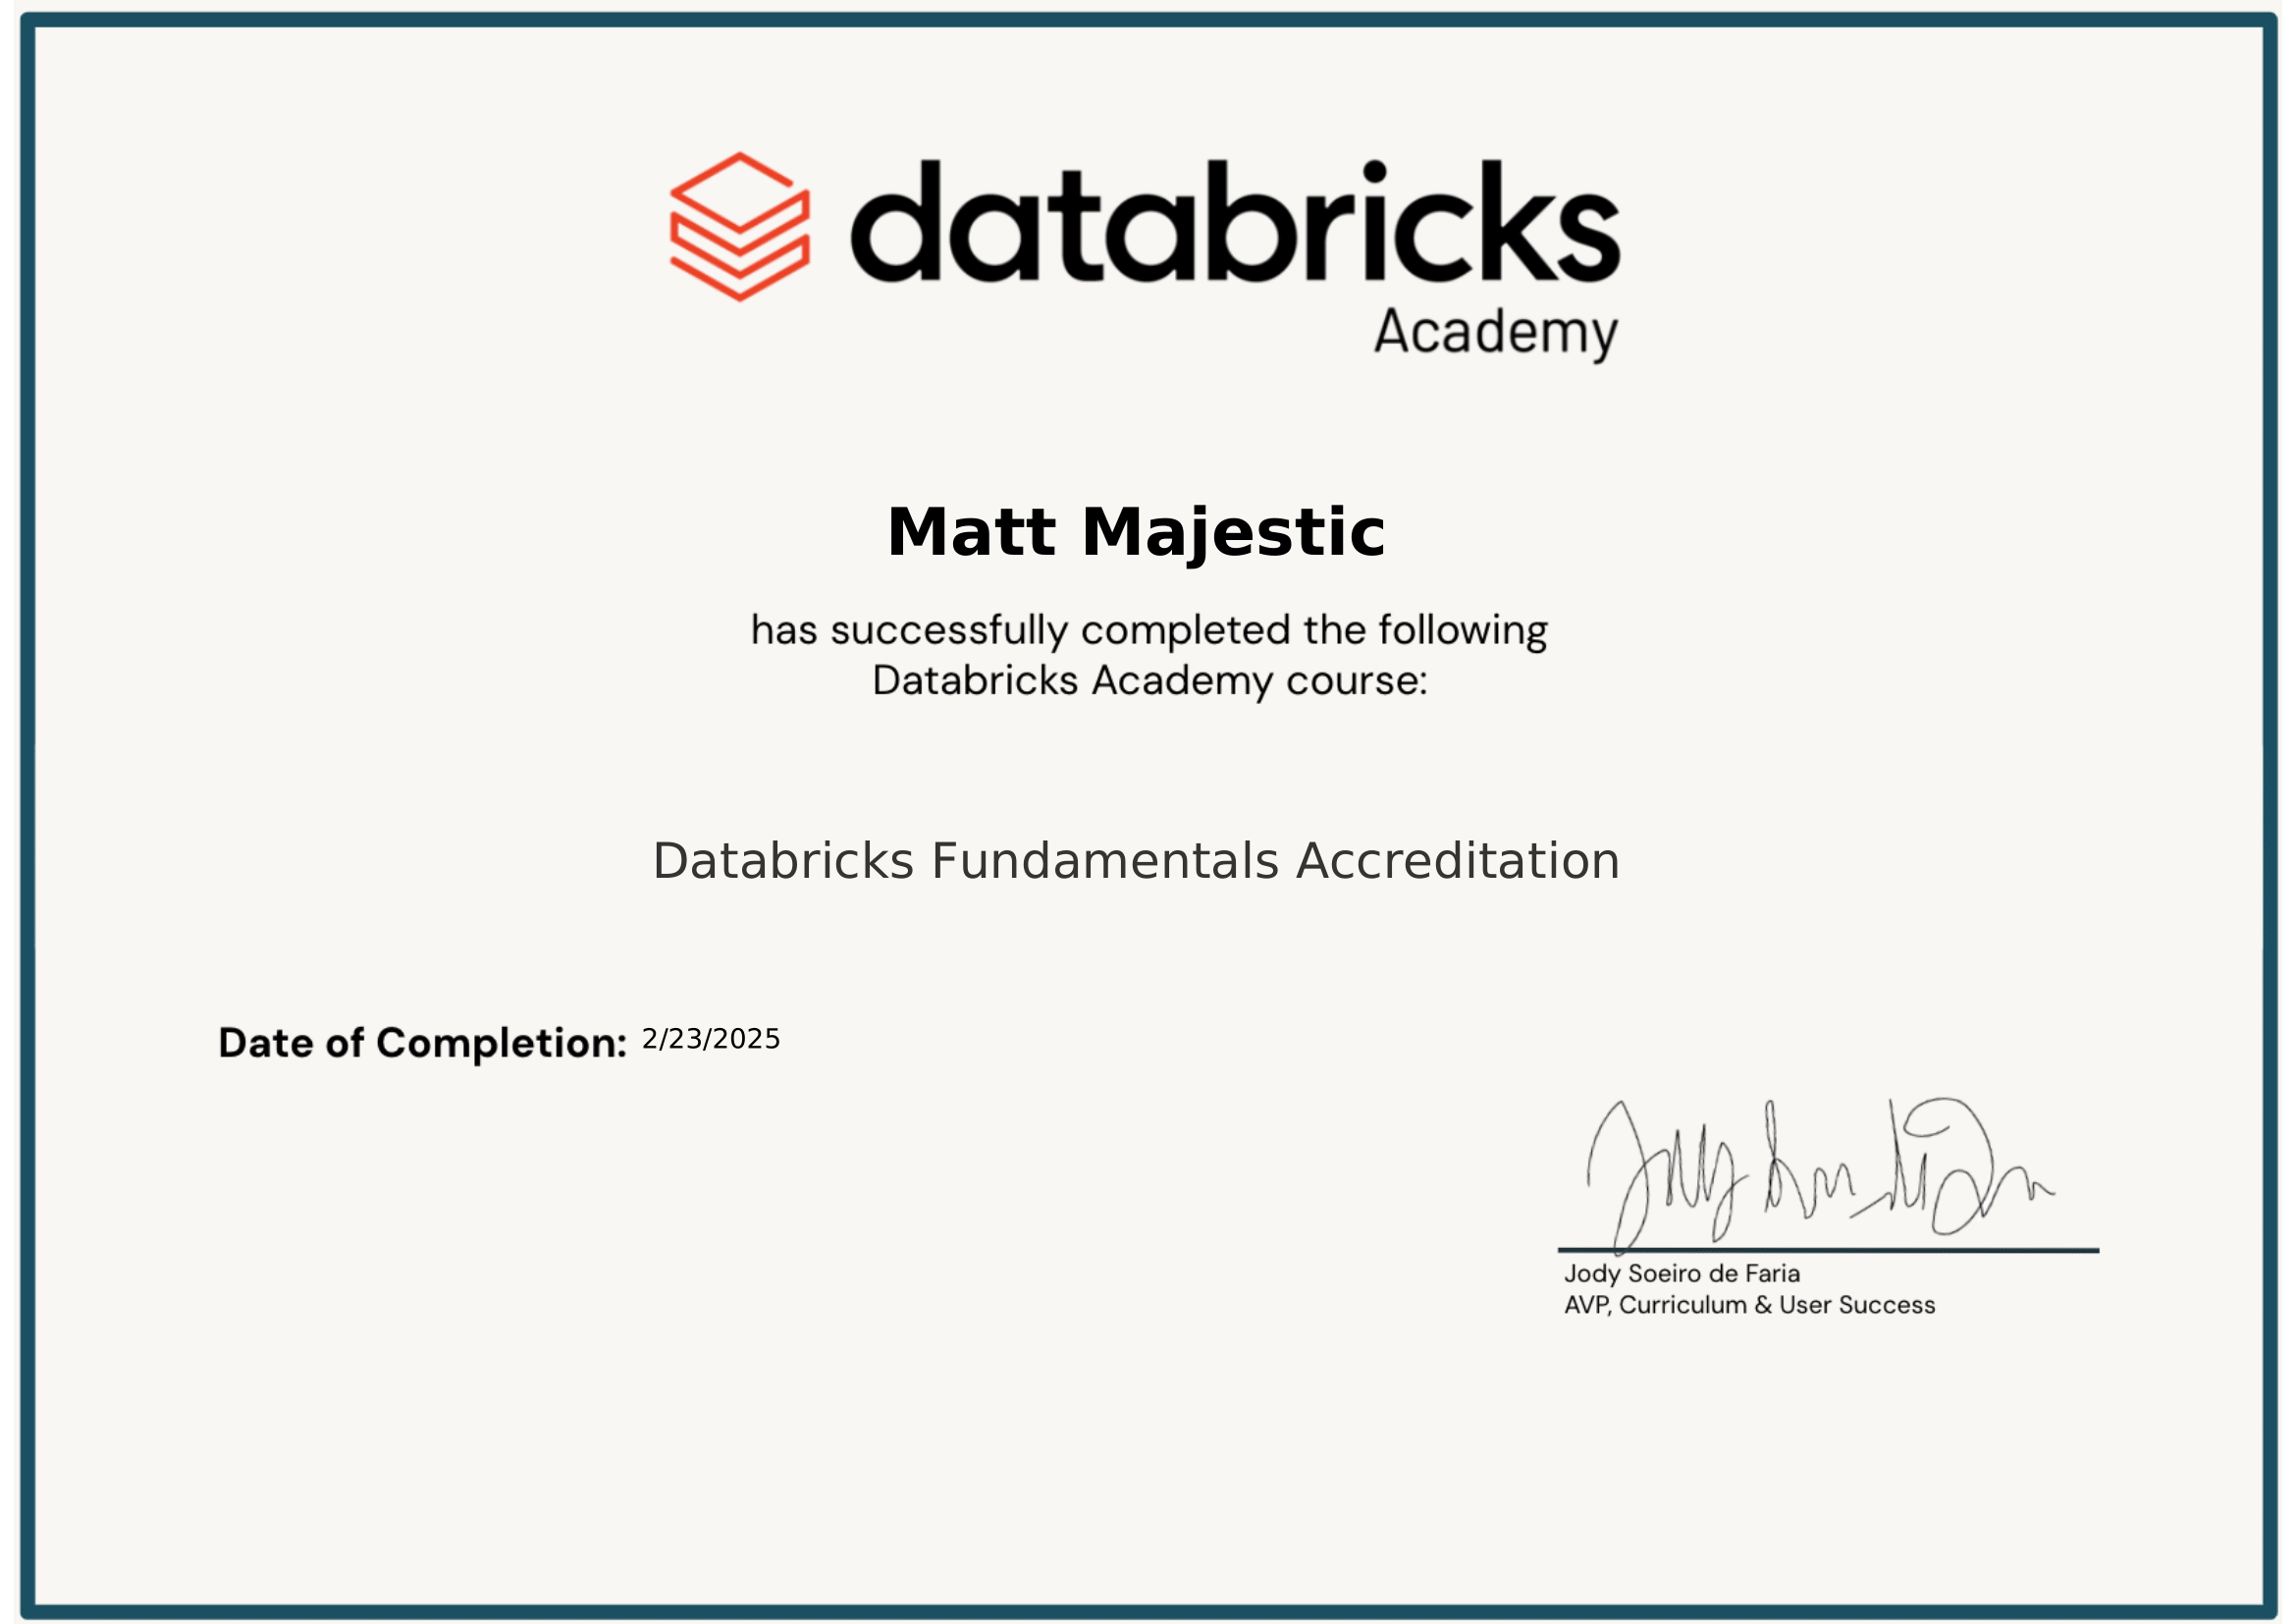 databricks
Academy
Matt Majestic
has successfully completed the following
Databricks Academy course:
Databricks Fundamentals Accreditation
Date of Completion: 2/23/2025
Jody Soeiro de Faria
AVP, Curriculum & User Success